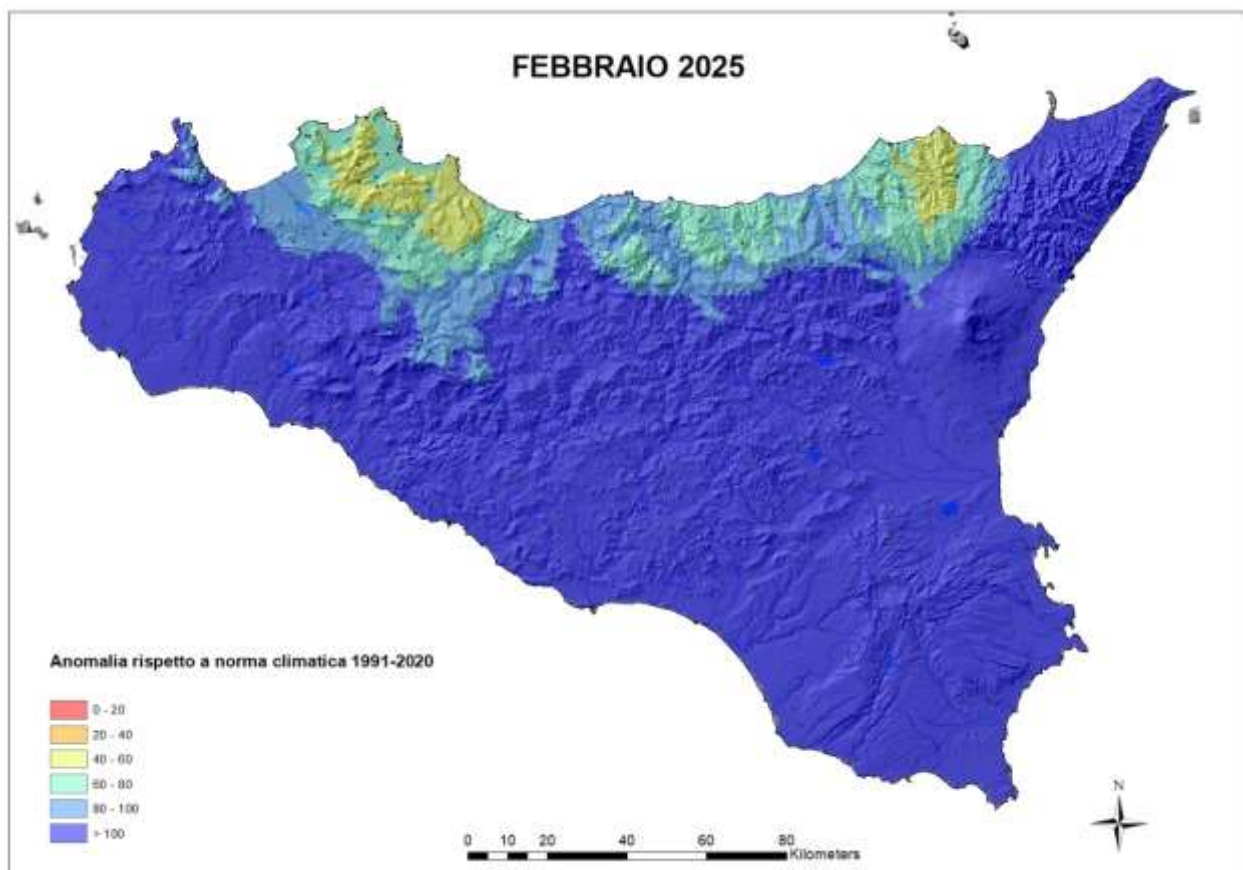 FEBBRAIO 2025
Anomalia rispetto a norma climatica 1991-2020
0 - 20
20 - 40
40 - 60
60 - 80
80 - 100
> 100
N
0 10 20 40 60 80
Kilometers